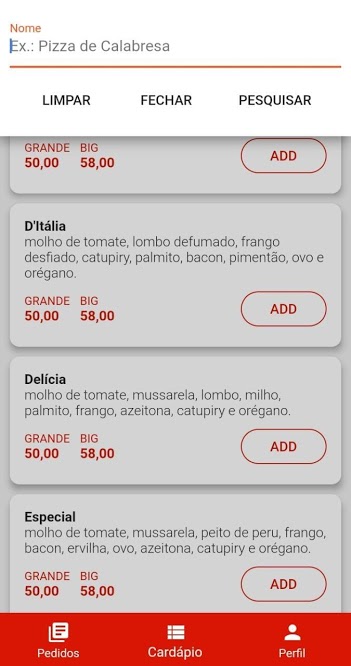 Nome
Ex.: Pizza de Calabresa
LIMPAR FECHAR PESQUISAR
GRANDE BIG
50,00 58,00
ADD
D'Itália
molho de tomate, lombo defumado, frango
desfiado, catupiry, palmito, bacon, pimentão, ovo e
orégano.
GRANDE BIG
50,00 58,00
ADD
Delícia
molho de tomate, mussarela, lombo, milho,
palmito, frango, azeitona, catupiry e orégano.
GRANDE BIG
50,00 58,00
ADD
Especial
molho de tomate, mussarela, peito de peru, frango,
bacon, ervilha, ovo, azeitona, catupiry e orégano.
GRANDE BIG
50,00 58,00
ADD
Pedidos Cardápio Perfil